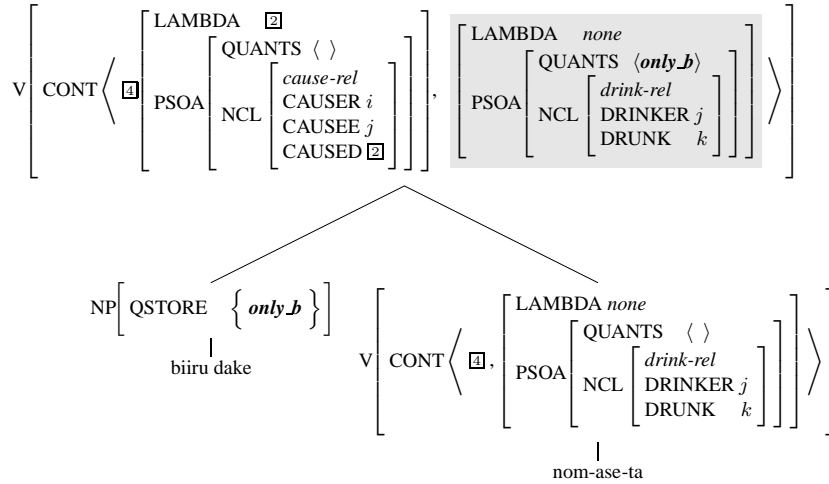 LAMBDA 2 LAMBDA none
QUANTS ⟨ ⟩ QUANTS ⟨only_b⟩
cause-rel drink-rel
V CONT ⟨ 4 PSOA NCL CAUSER i , PSOA NCL DRINKER j ⟩
CAUSEE j DRUNK k
CAUSED 2
LAMBDA none
NP[QSTORE { only_b }] QUANTS ⟨ ⟩
biiru dake drink-rel
V CONT ⟨ 4 , PSOA NCL DRINKER j ⟩
DRUNK k
nom-ase-ta